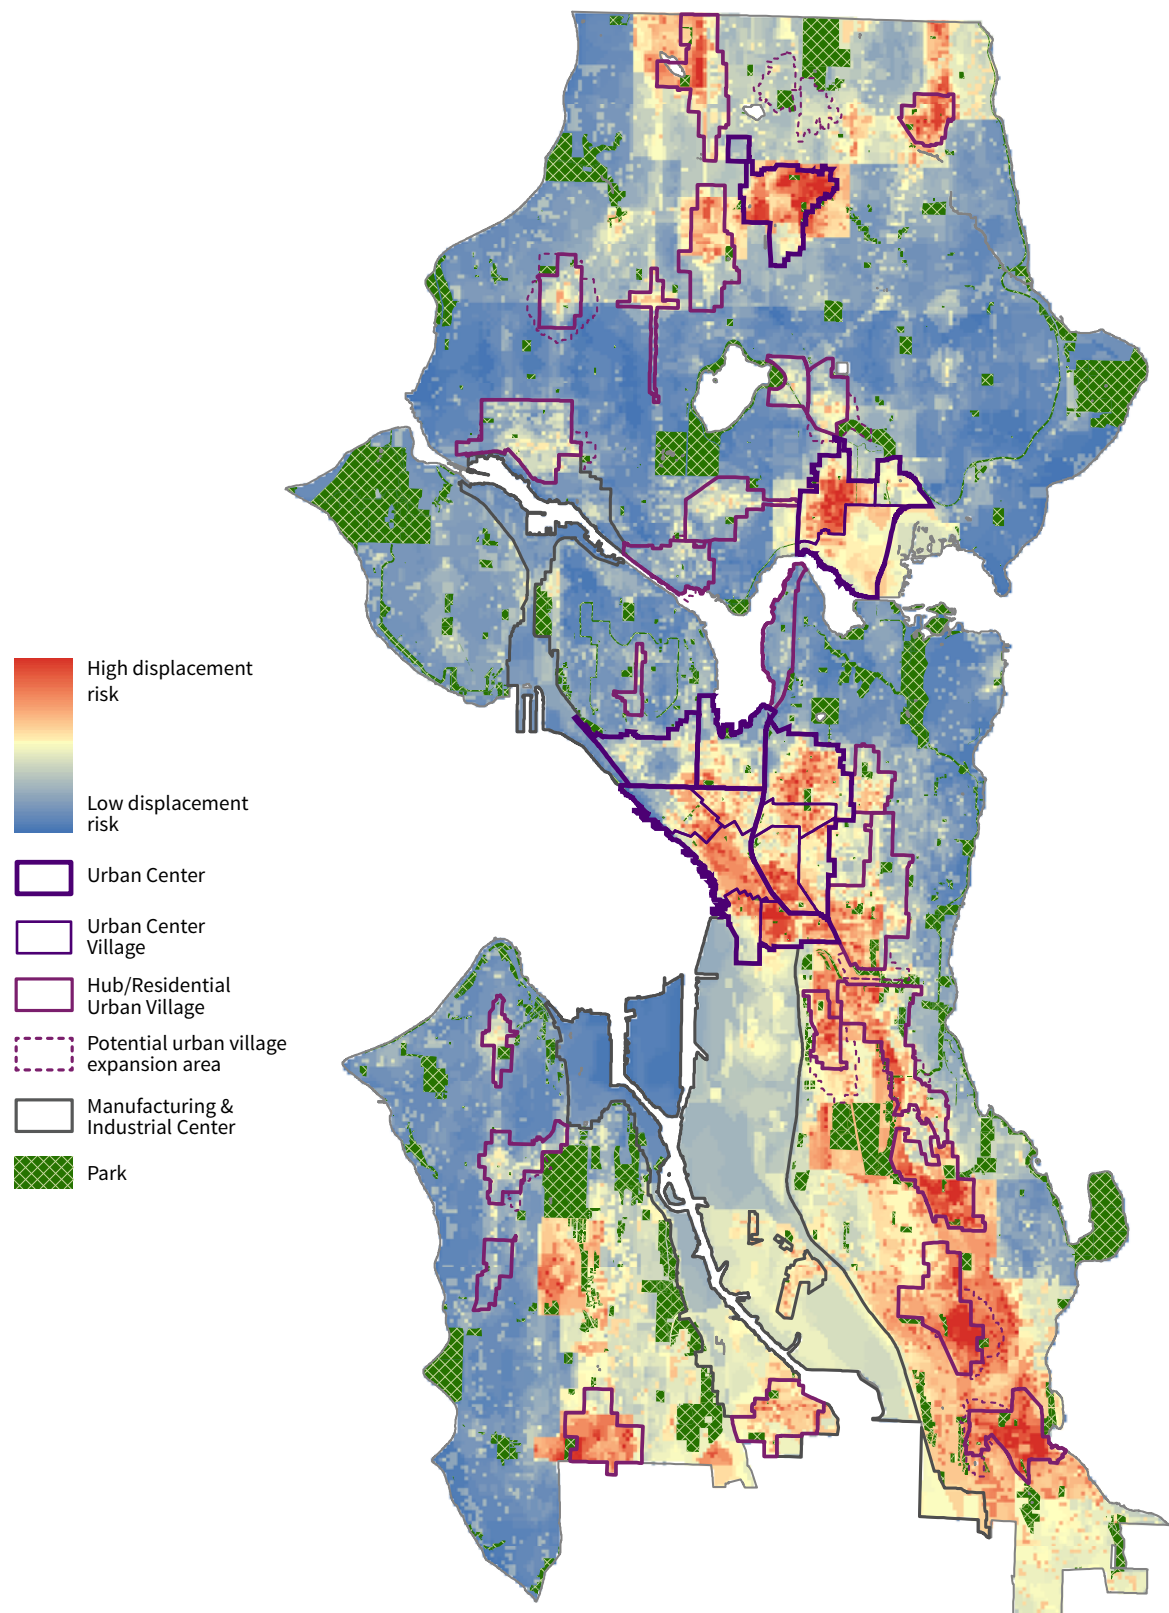 High displacement
risk
Low displacement
risk
Urban Center
Urban Center
Village
Hub/Residential
Urban Village
Potential urban village
expansion area
Manufacturing &
Industrial Center
Park